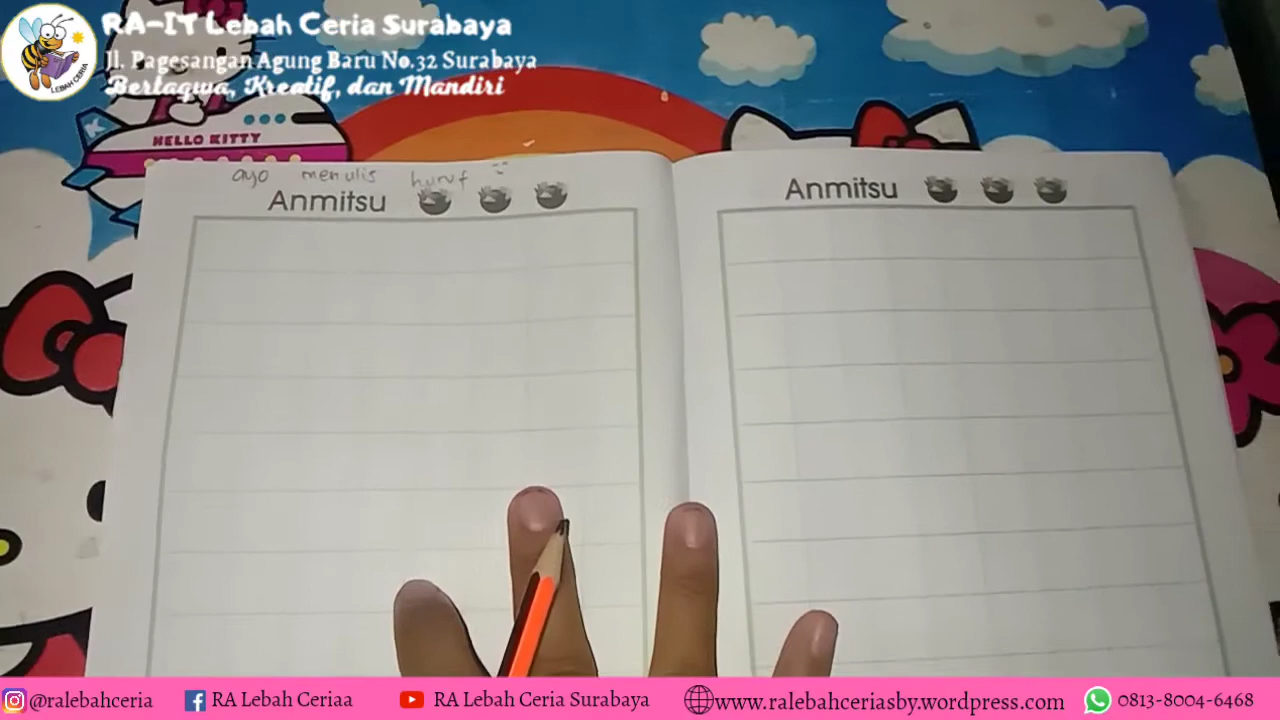 RA-IT Lebah Ceria Surabaya
Jl. Pagesangan Agung Baru No.32 Surabaya
Bertaqwa, Kreatif, dan Mandiri
LEBAH CERIA
HELLO KITTY
ayo menulis huruf
Anmitsu
Anmitsu
@ralebahceria
RA Lebah Ceriaa
RA Lebah Ceria Surabaya
www.ralebahceriasby.wordpress.com
0813-8004-6468